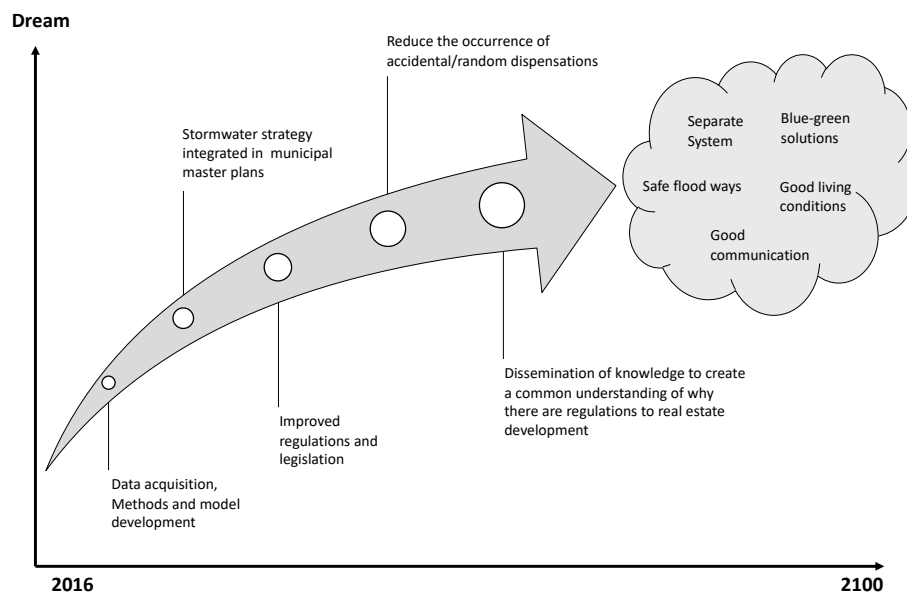 Dream
Reduce the occurrence of
accidental/random dispensations
Stormwater strategy
integrated in municipal
master plans
Separate
System
Blue-green
solutions
Safe flood ways
Good living
conditions
Good
communication
Dissemination of knowledge to create
a common understanding of why
there are regulations to real estate
development
Improved
regulations and
legislation
Data acquisition,
Methods and model
development
2016
2100